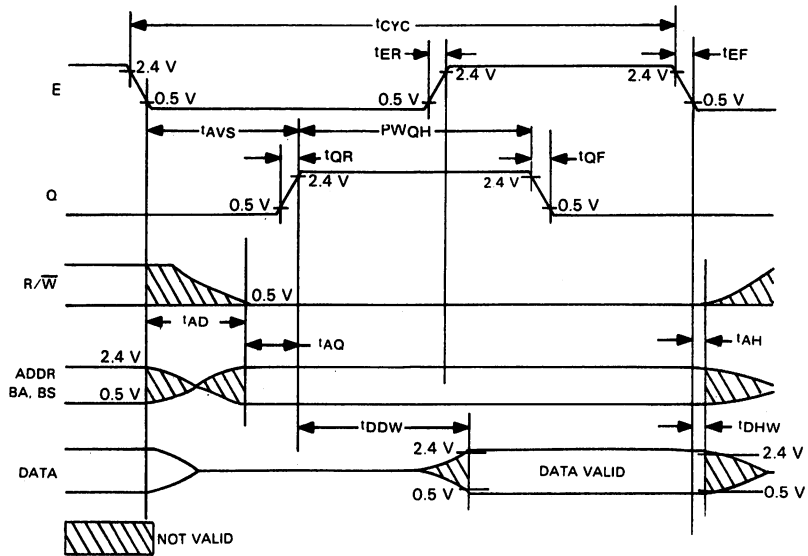 tCYC
tER
tEF
2.4 V
2.4 V
2.4 V
E
0.5 V
0.5 V
0.5 V
tAVS
PWQH
tQR
tQF
2.4 V
2.4 V
Q
0.5 V
0.5 V
R/W̅
0.5 V
tAD
tAQ
tAH
2.4 V
ADDR
BA, BS
0.5 V
tDDW
tDHW
2.4 V
2.4 V
DATA
DATA VALID
0.5 V
0.5 V
NOT VALID